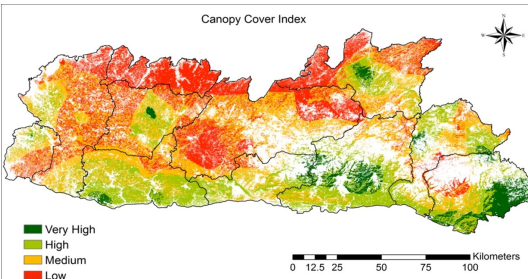 Canopy Cover Index
N
W
E
S
Very High
High
Medium
Low
Kilometers
0 12.5 25 50 75 100